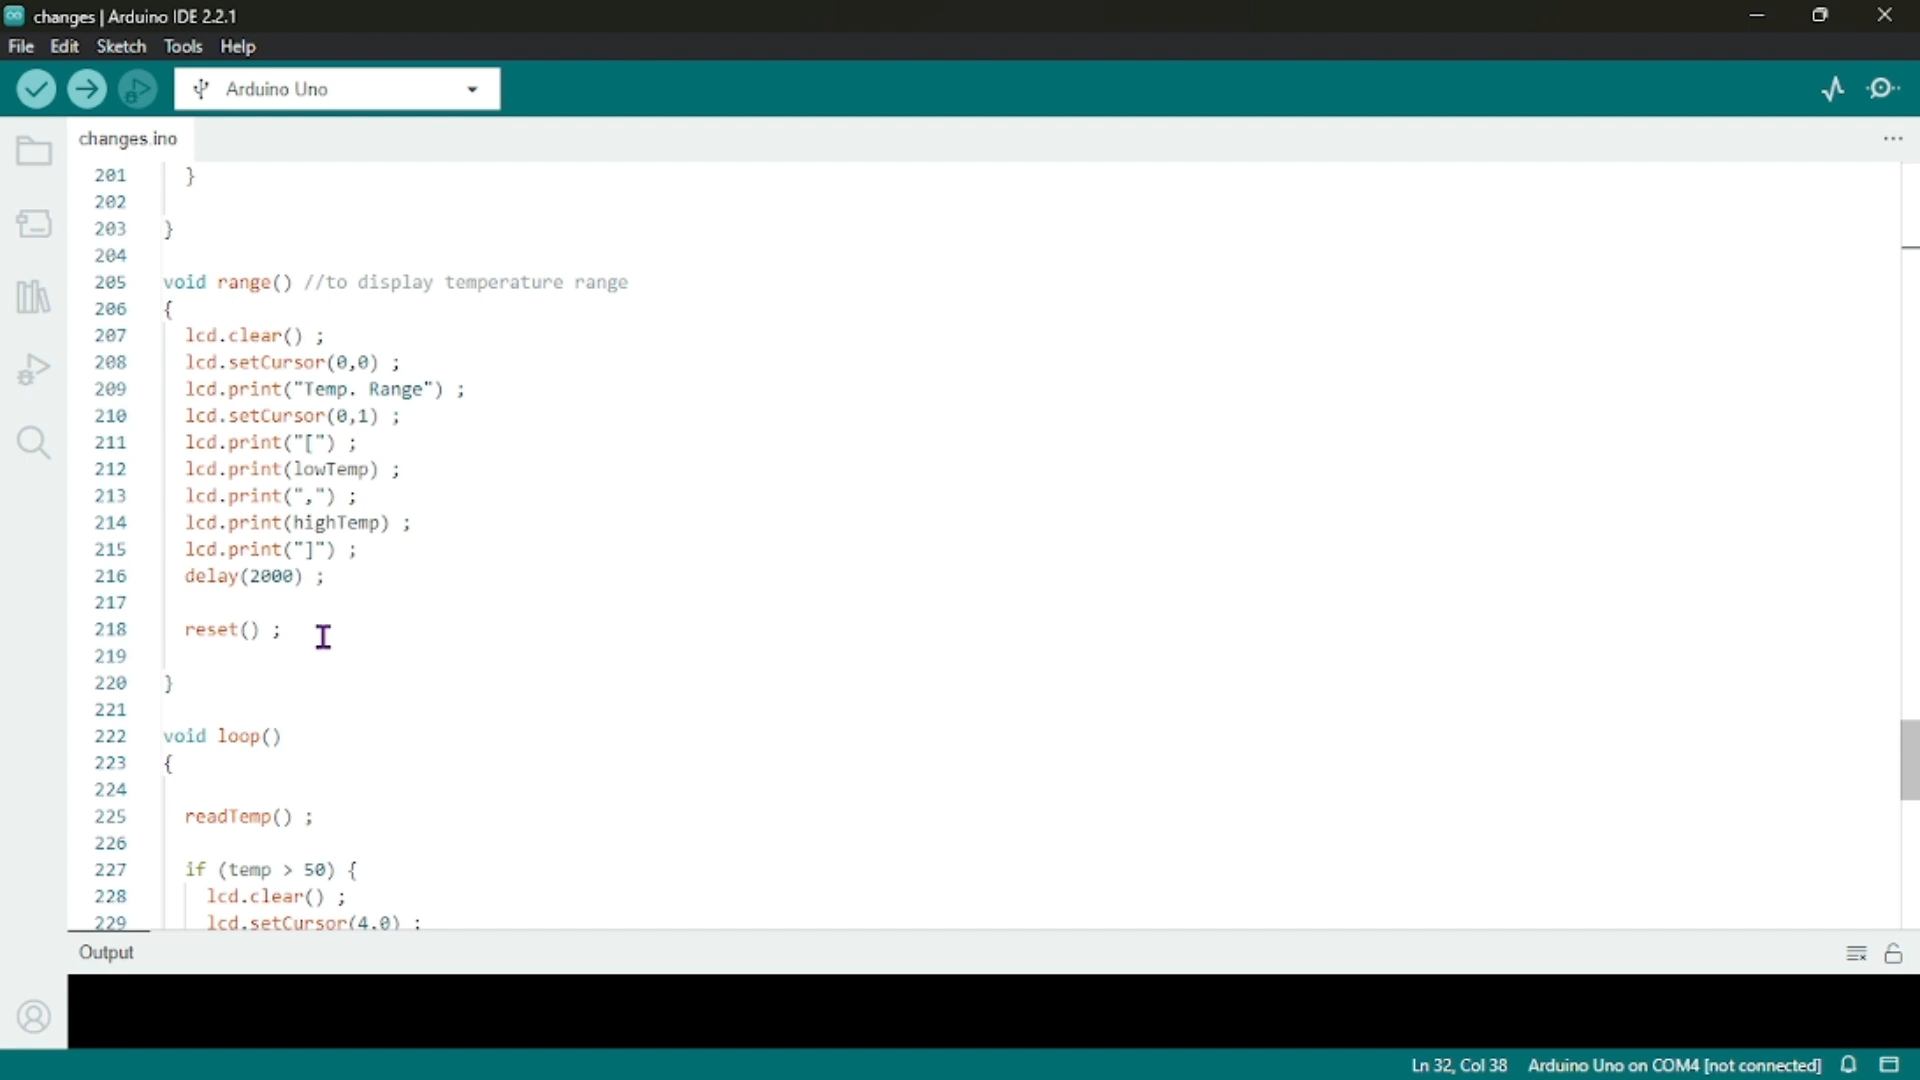 changes | Arduino IDE 2.2.1
File Edit Sketch Tools Help
Arduino Uno
changes.ino
201 }
202
203 }
204
205 void range() //to display temperature range
206 {
207 lcd.clear() ;
208 lcd.setCursor(0,0) ;
209 lcd.print("Temp. Range") ;
210 lcd.setCursor(0,1) ;
211 lcd.print("[") ;
212 lcd.print(lowTemp) ;
213 lcd.print(",") ;
214 lcd.print(highTemp) ;
215 lcd.print("]") ;
216 delay(2000) ;
217
218 reset() ;
219
220 }
221
222 void loop()
223 {
224
225 readTemp() ;
226
227 if (temp > 50) {
228 lcd.clear() ;
229 lcd.setCursor(4,0) ;
Output
Ln 32, Col 38 Arduino Uno on COM4 [not connected]